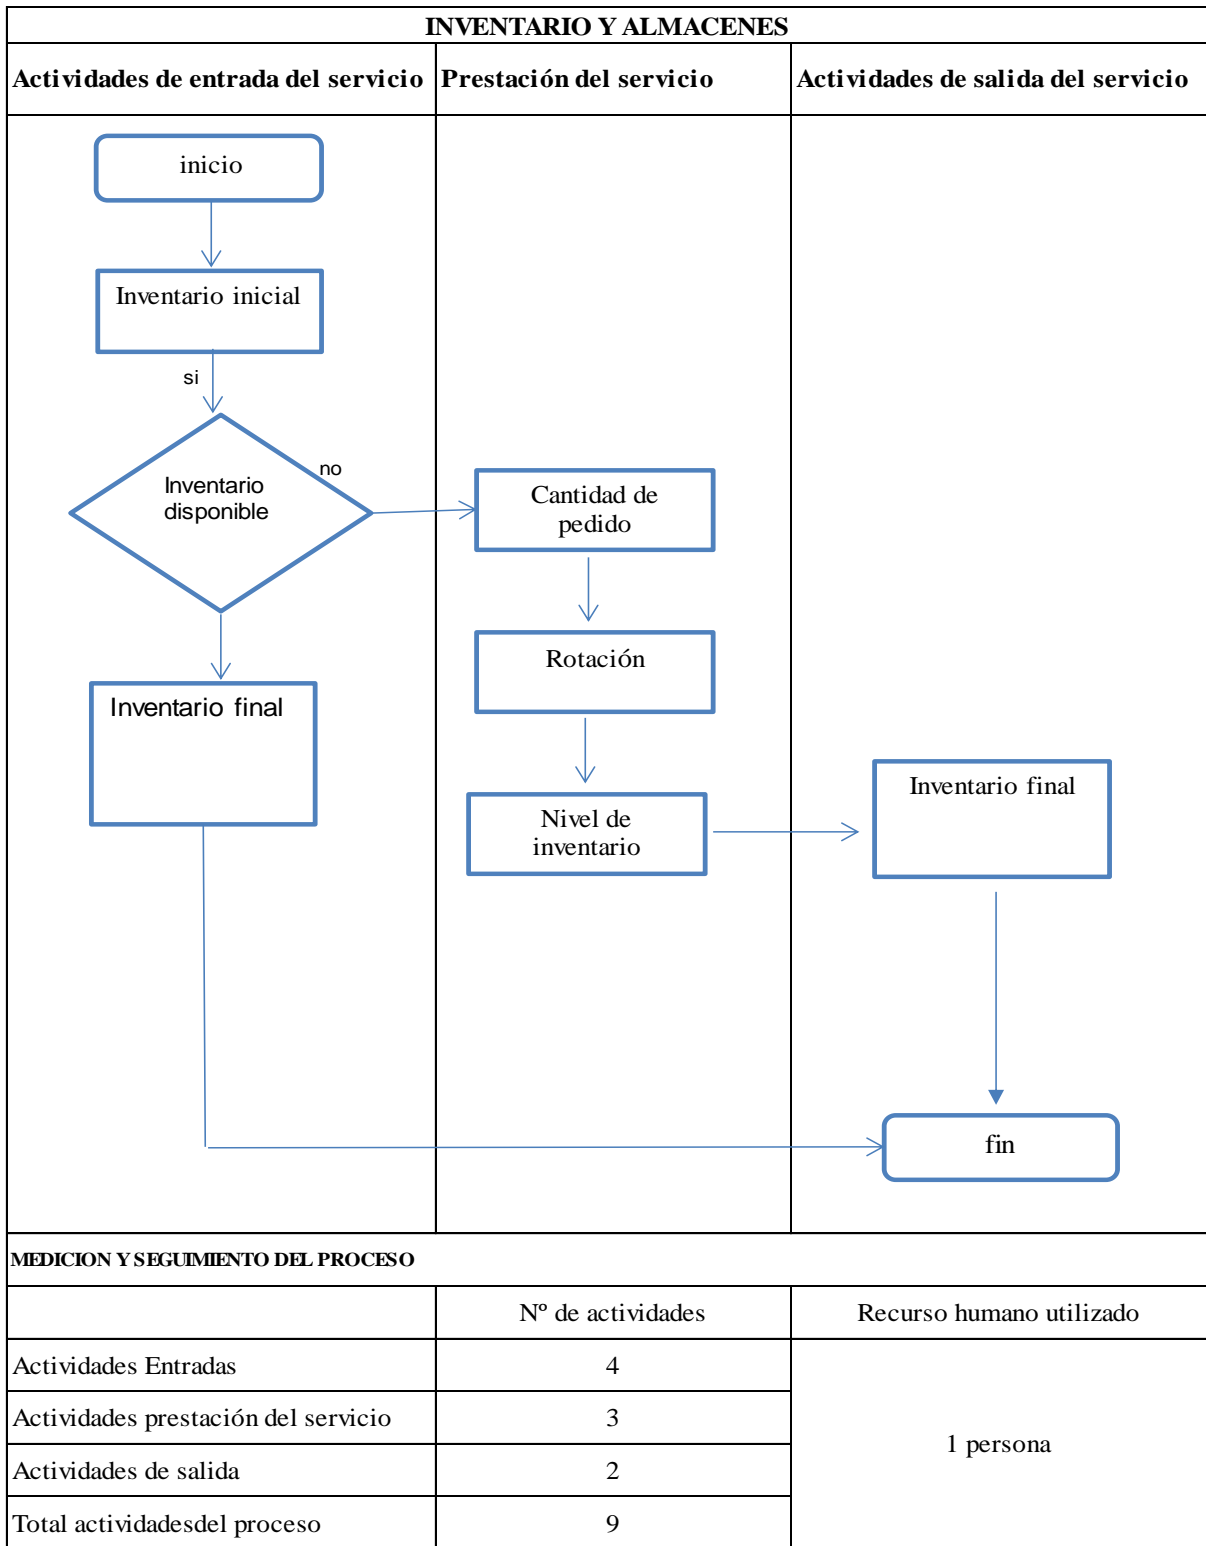 INVENTARIO Y ALMACENES
Actividades de entrada del servicio
Prestación del servicio
Actividades de salida del servicio
inicio
Inventario inicial
si
Inventario
disponible
no
Inventario final
Cantidad de
pedido
Rotación
Nivel de
inventario
Inventario final
fin
MEDICION Y SEGUIMIENTO DEL PROCESO
Nº de actividades
Recurso humano utilizado
Actividades Entradas
4
Actividades prestación del servicio
3
Actividades de salida
2
Total actividadesdel proceso
9
1 persona